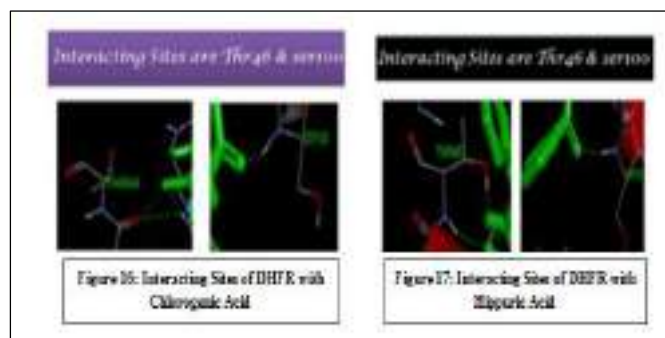 Interacting Sites are Thr46 & ser100
Interacting Sites are Thr46 & ser100
Figure 16: Interacting Sites of DHFR with
Chlorogenic Acid
Figure 17: Interacting Sites of DHFR with
Hippuric Acid